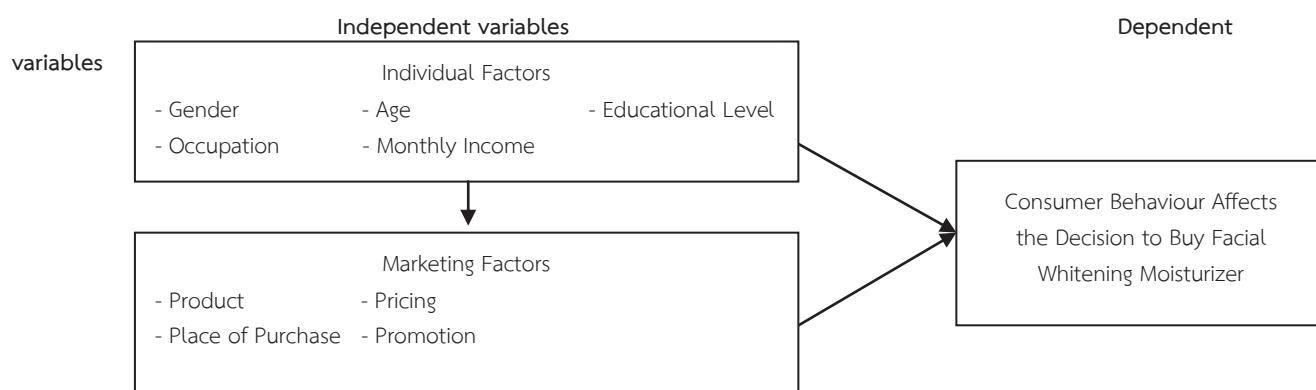 Independent variables Dependent
variables
Individual Factors
- Gender - Age - Educational Level
- Occupation - Monthly Income
Marketing Factors
- Product - Pricing
- Place of Purchase - Promotion
Consumer Behaviour Affects
the Decision to Buy Facial
Whitening Moisturizer